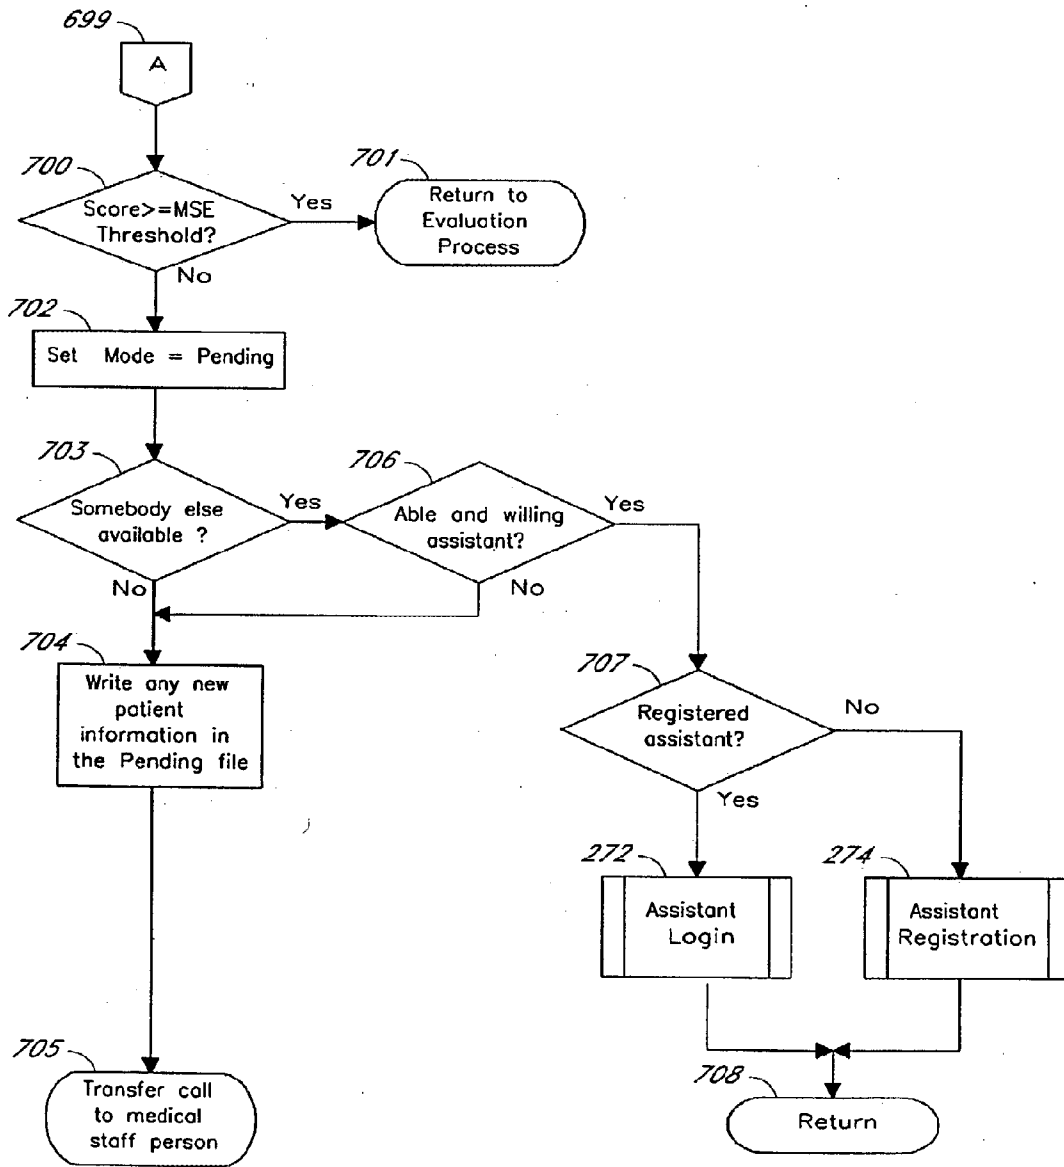 699
A
700
Score>=MSE
Threshold?
Yes
No
701
Return to
Evaluation
Process
702
Set Mode = Pending
703
Somebody else
available ?
Yes
No
706
Able and willing
assistant?
Yes
No
704
Write any new
patient
information in
the Pending file
707
Registered
assistant?
No
Yes
272
Assistant
Login
274
Assistant
Registration
705
Transfer call
to medical
staff person
708
Return